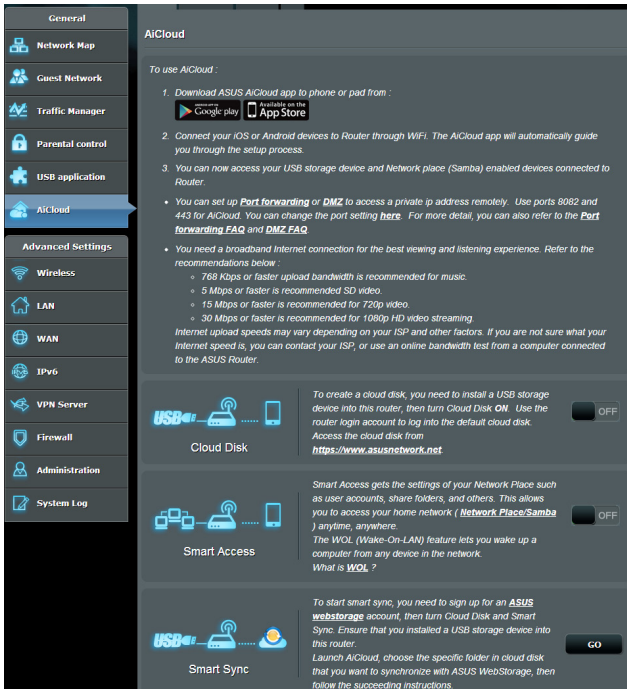 General
Network Map
Guest Network
Traffic Manager
Parental control
USB application
AiCloud
Advanced Settings
Wireless
LAN
WAN
IPv6
VPN Server
Firewall
Administration
System Log
AiCloud
To use AiCloud :
1. Download ASUS AiCloud app to phone or pad from :
ANDROID APP ON
Google play
Available on the
App Store
2. Connect your iOS or Android devices to Router through WiFi. The AiCloud app will automatically guide
you through the setup process.
3. You can now access your USB storage device and Network place (Samba) enabled devices connected to
Router.
• You can set up Port forwarding or DMZ to access a private ip address remotely. Use ports 8082 and
443 for AiCloud. You can change the port setting here. For more detail, you can also refer to the Port
forwarding FAQ and DMZ FAQ.
• You need a broadband Internet connection for the best viewing and listening experience. Refer to the
recommendations below :
◦ 768 Kbps or faster upload bandwidth is recommended for music.
◦ 5 Mbps or faster is recommended SD video.
◦ 15 Mbps or faster is recommended for 720p video.
◦ 30 Mbps or faster is recommended for 1080p HD video streaming.
Internet upload speeds may vary depending on your ISP and other factors. If you are not sure what your
Internet speed is, you can contact your ISP, or use an online bandwidth test from a computer connected
to the ASUS Router.
USB
Cloud Disk
To create a cloud disk, you need to install a USB storage
device into this router, then turn Cloud Disk ON. Use the
router login account to log into the default cloud disk.
Access the cloud disk from
https://www.asusnetwork.net.
OFF
Smart Access
Smart Access gets the settings of your Network Place such
as user accounts, share folders, and others. This allows
you to access your home network ( Network Place/Samba
) anytime, anywhere.
The WOL (Wake-On-LAN) feature lets you wake up a
computer from any device in the network.
What is WOL ?
OFF
USB
Smart Sync
To start smart sync, you need to sign up for an ASUS
webstorage account, then turn Cloud Disk and Smart
Sync. Ensure that you installed a USB storage device into
this router.
Launch AiCloud, choose the specific folder in cloud disk
that you want to synchronize with ASUS WebStorage, then
follow the succeeding instructions.
GO